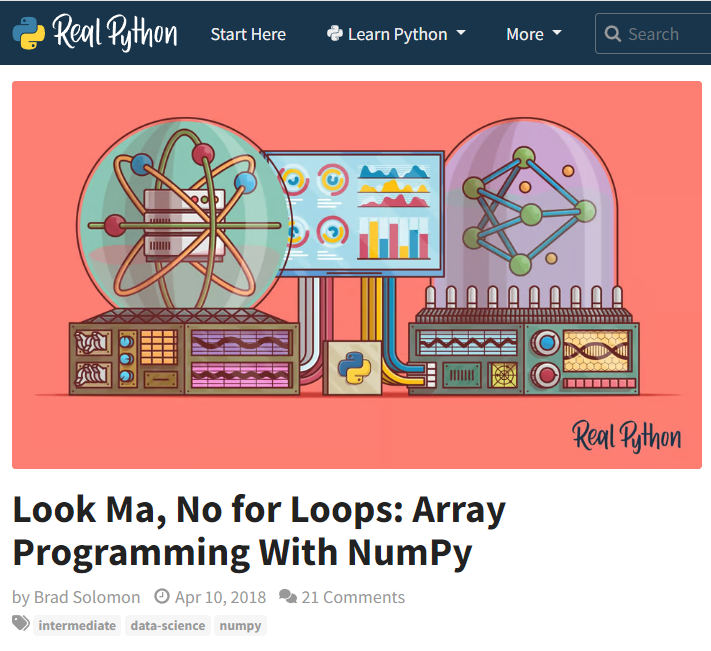 Real Python Start Here Learn Python More Search
Real Python
Look Ma, No for Loops: Array
Programming With NumPy
by Brad Solomon Apr 10, 2018 21 Comments
intermediate data-science numpy